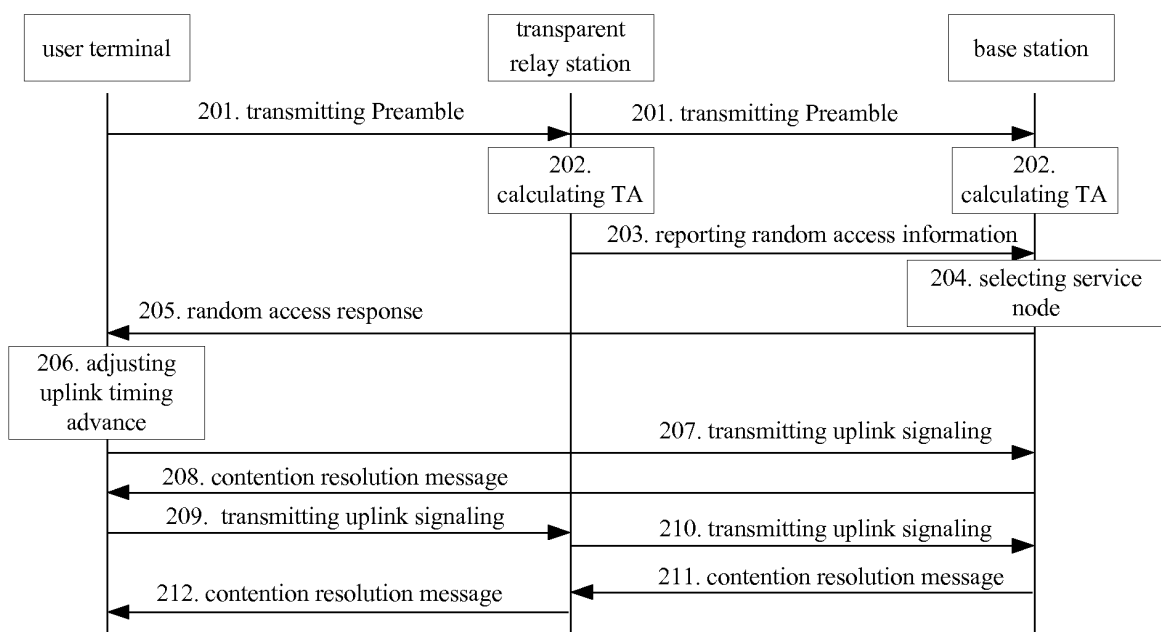 user terminal
transparent
relay station
base station
201. transmitting Preamble
201. transmitting Preamble
202.
calculating TA
202.
calculating TA
203. reporting random access information
204. selecting service
node
205. random access response
206. adjusting
uplink timing
advance
207. transmitting uplink signaling
208. contention resolution message
209. transmitting uplink signaling
210. transmitting uplink signaling
211. contention resolution message
212. contention resolution message